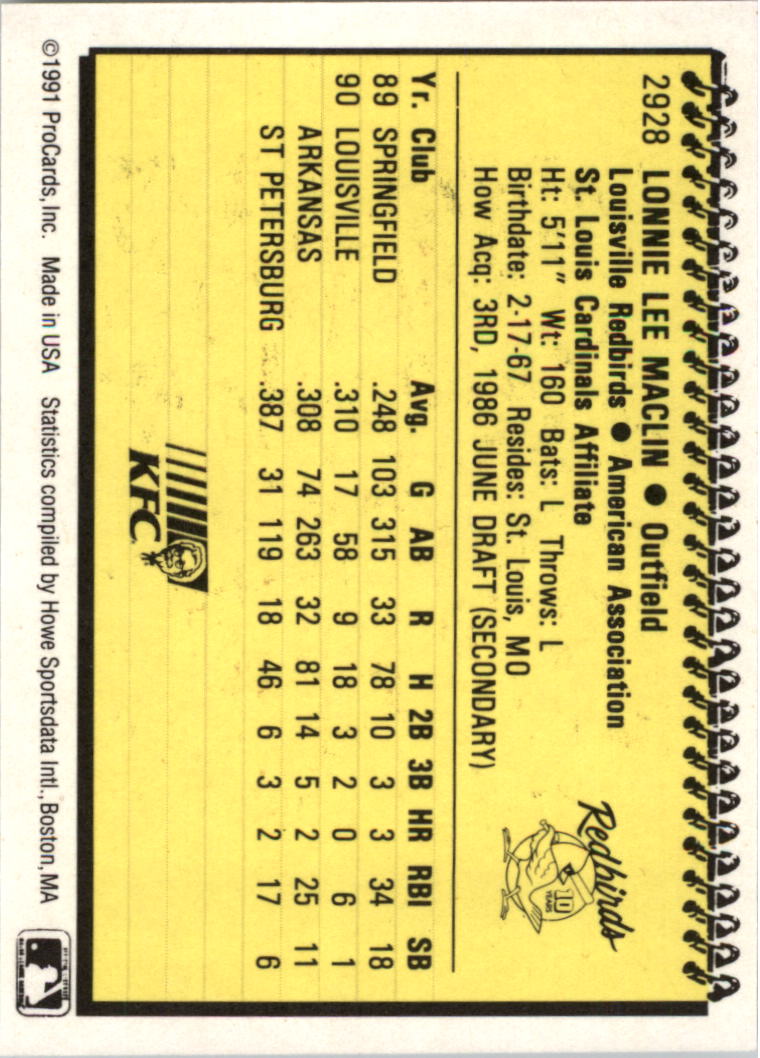 2928 LONNIE LEE MACLIN ● Outfield
Louisville Redbirds ● American Association
St. Louis Cardinals Affiliate
Ht: 5'11" Wt: 160 Bats: L Throws: L
Birthdate: 2-17-67 Resides: St. Louis, MO
How Acq: 3RD, 1986 JUNE DRAFT (SECONDARY)
Redbirds
10
YEARS
Yr. Club Avg. G AB R H 2B 3B HR RBI SB
89 SPRINGFIELD .248 103 315 33 78 10 3 3 34 18
90 LOUISVILLE .310 17 58 9 18 3 2 0 6 1
ARKANSAS .308 74 263 32 81 14 5 2 25 11
ST PETERSBURG .387 31 119 18 46 6 3 2 17 6
KFC
©1991 ProCards, Inc. Made in USA Statistics compiled by Howe Sportsdata Intl., Boston, MA